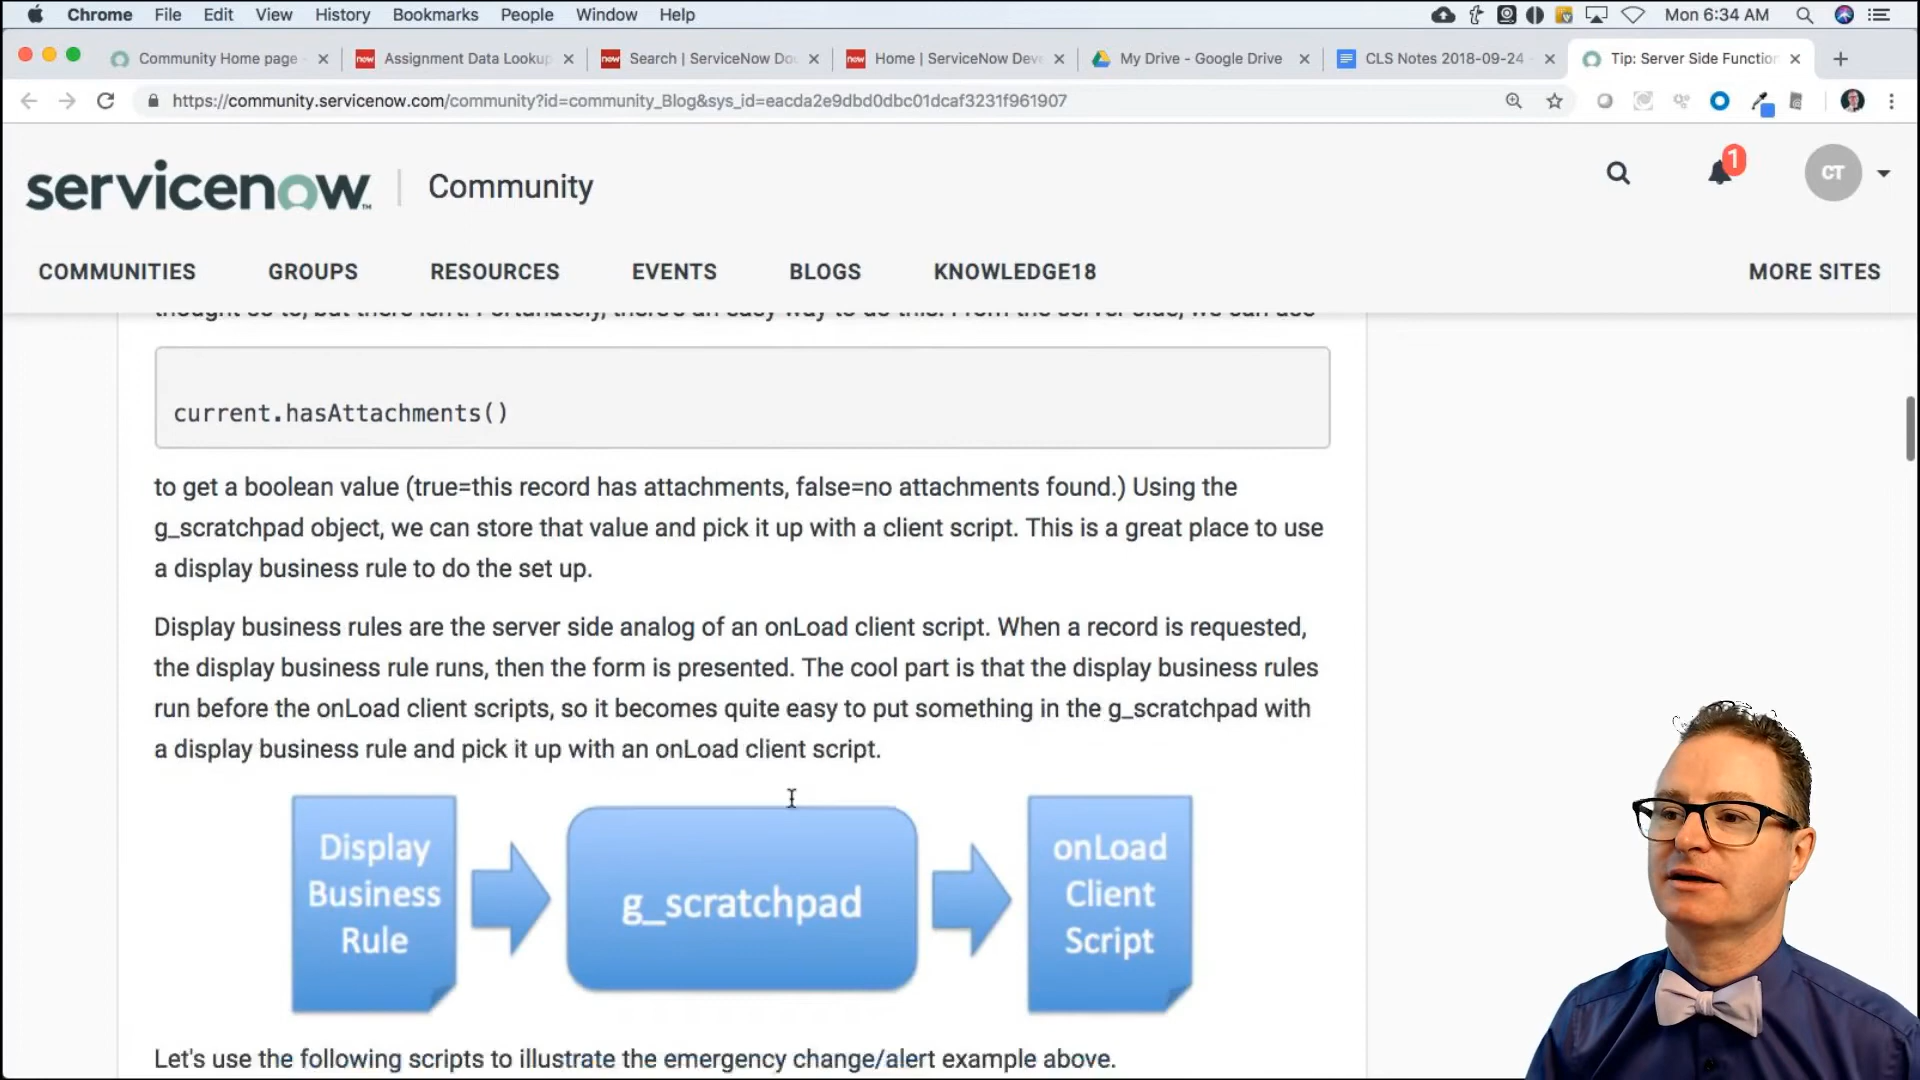 Chrome File Edit View History Bookmarks People Window Help Mon 6:34 AM
Community Home page Assignment Data Lookup Search | ServiceNow Do Home | ServiceNow Deve My Drive - Google Drive CLS Notes 2018-09-24 - Tip: Server Side Function
https://community.servicenow.com/community?id=community_Blog&sys_id=eacda2e9dbd0dbc01dcaf3231f961907
servicenow™ Community 1 CT
COMMUNITIES GROUPS RESOURCES EVENTS BLOGS KNOWLEDGE18 MORE SITES
current.hasAttachments()
to get a boolean value (true=this record has attachments, false=no attachments found.) Using the
g_scratchpad object, we can store that value and pick it up with a client script. This is a great place to use
a display business rule to do the set up.
Display business rules are the server side analog of an onLoad client script. When a record is requested,
the display business rule runs, then the form is presented. The cool part is that the display business rules
run before the onLoad client scripts, so it becomes quite easy to put something in the g_scratchpad with
a display business rule and pick it up with an onLoad client script.
Display
Business
Rule
g_scratchpad
onLoad
Client
Script
Let's use the following scripts to illustrate the emergency change/alert example above.